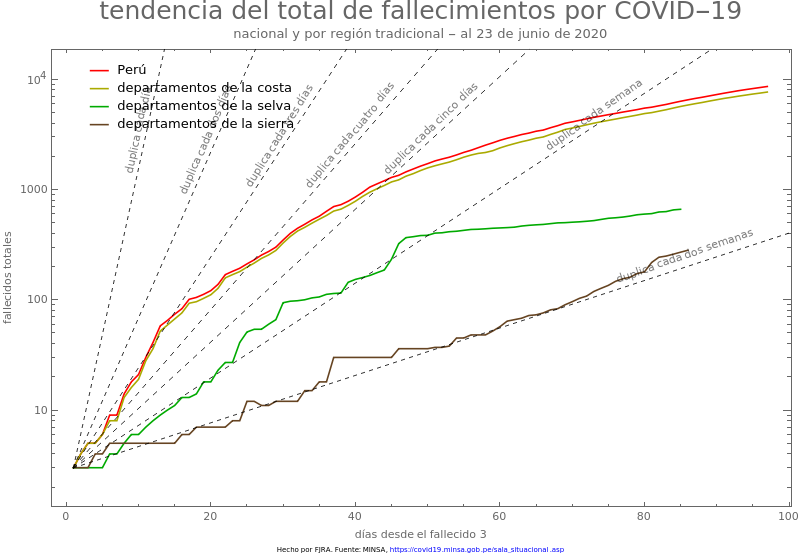 tendencia del total de fallecimientos por COVID‒19
nacional y por región tradicional ‒ al 23 de junio de 2020
Perú
departamentos de la costa
departamentos de la selva
departamentos de la sierra
duplica cada día
duplica cada dos días
duplica cada tres días
duplica cada cuatro días
duplica cada cinco días
duplica cada semana
duplica cada dos semanas
fallecidos totales
10⁴
1000
100
10
0 20 40 60 80 100
días desde el fallecido 3
Hecho por FJRA. Fuente: MINSA, https://covid19.minsa.gob.pe/sala_situacional.asp